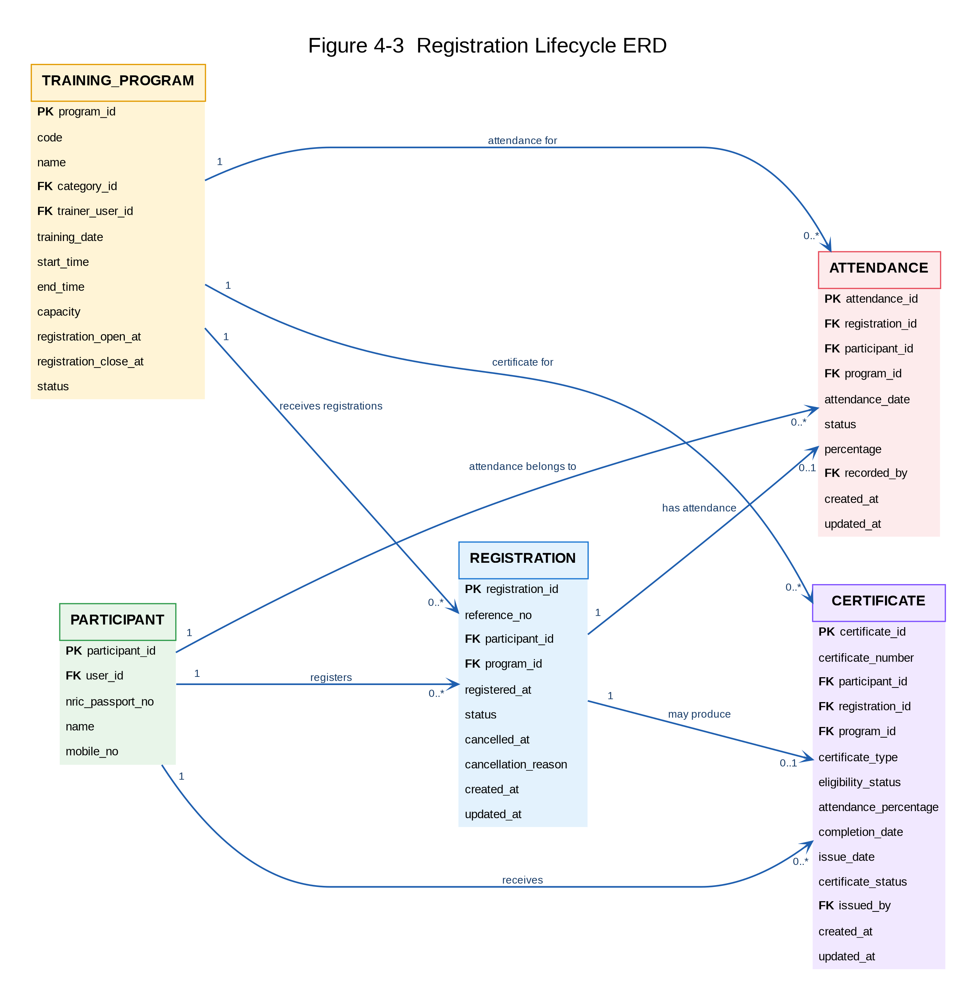 Figure 4-3  Registration Lifecycle ERD
TRAINING_PROGRAM
PK program_id
code
name
FK category_id
FK trainer_user_id
training_date
start_time
end_time
capacity
registration_open_at
registration_close_at
status
1
attendance for
0..*
1
certificate for
0..*
1
receives registrations
0..*
ATTENDANCE
PK attendance_id
FK registration_id
FK participant_id
FK program_id
attendance_date
status
percentage
FK recorded_by
created_at
updated_at
PARTICIPANT
PK participant_id
FK user_id
nric_passport_no
name
mobile_no
1
attendance belongs to
0..*
1
registers
0..*
1
receives
0..*
REGISTRATION
PK registration_id
reference_no
FK participant_id
FK program_id
registered_at
status
cancelled_at
cancellation_reason
created_at
updated_at
1
has attendance
0..1
1
may produce
0..1
CERTIFICATE
PK certificate_id
certificate_number
FK participant_id
FK registration_id
FK program_id
certificate_type
eligibility_status
attendance_percentage
completion_date
issue_date
certificate_status
FK issued_by
created_at
updated_at